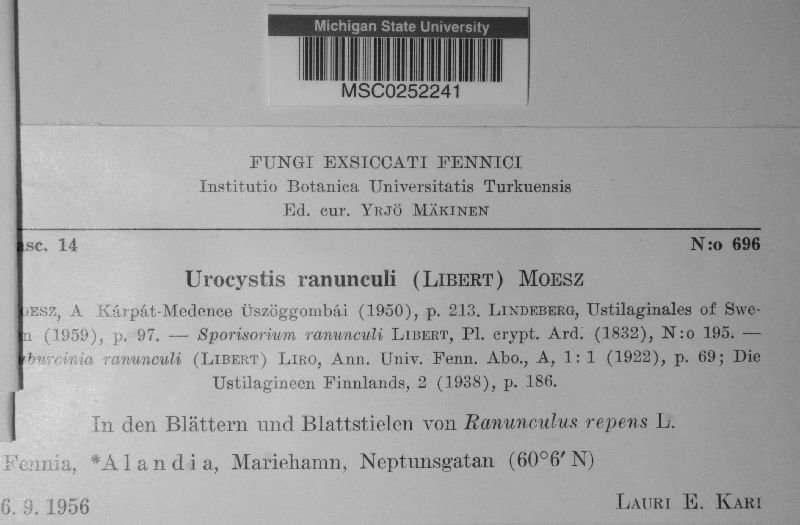 Michigan State University
MSC0252241
FUNGI EXSICCATI FENNICI
Institutio Botanica Universitatis Turkuensis
Ed. cur. YRJÖ MÄKINEN
asc. 14 N:o 696
Urocystis ranunculi (LIBERT) MOESZ
OESZ, A Kárpát-Medence Üszöggombái (1950), p. 213. LINDEBERG, Ustilaginales of Swe-
n (1959), p. 97. — Sporisorium ranunculi LIBERT, Pl. crypt. Ard. (1832), N:o 195. —
burcinia ranunculi (LIBERT) LIRO, Ann. Univ. Fenn. Abo., A, 1: 1 (1922), p. 69; Die
Ustilagineen Finnlands, 2 (1938), p. 186.
In den Blättern und Blattstielen von Ranunculus repens L.
Fennia, *Alandia, Mariehamn, Neptunsgatan (60°6′ N)
6. 9. 1956 LAURI E. KARI